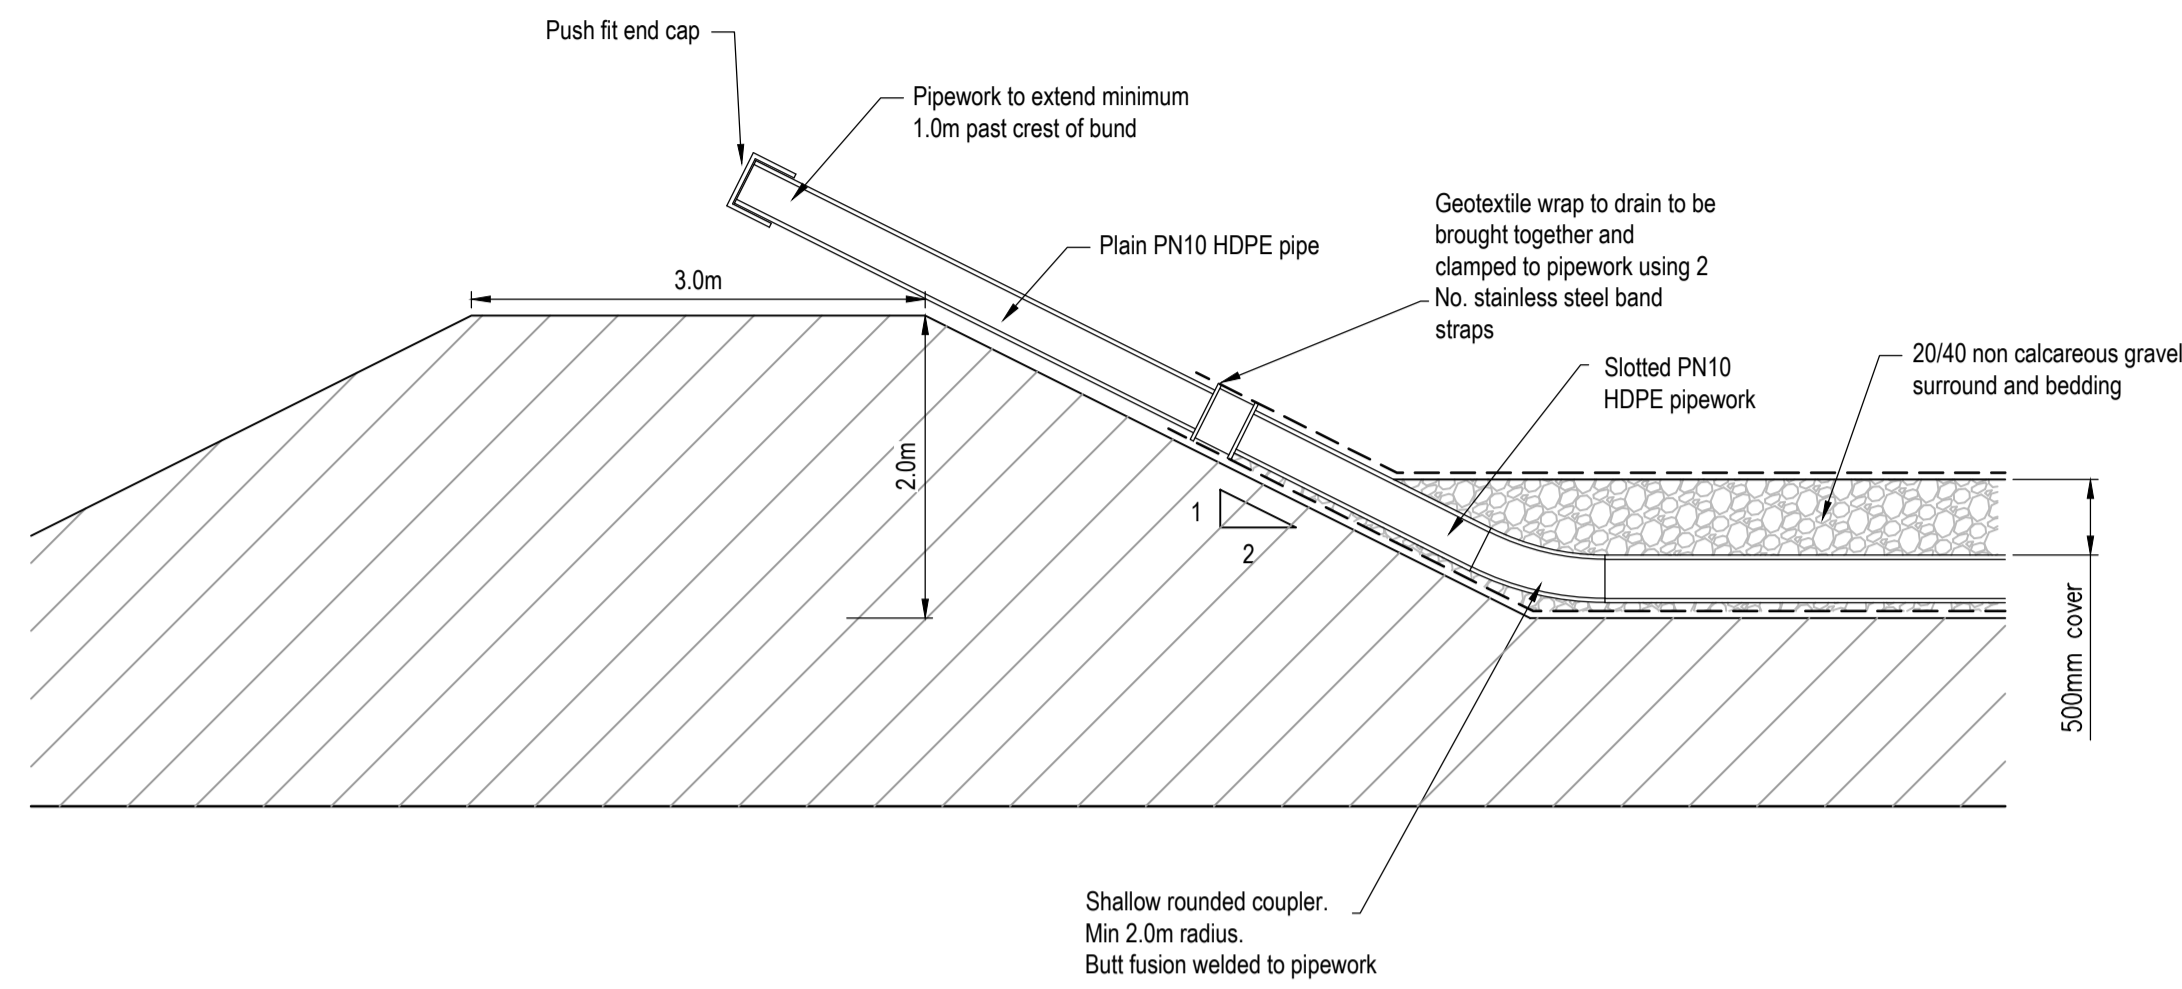 Push fit end cap
Pipework to extend minimum
1.0m past crest of bund
Geotextile wrap to drain to be
brought together and
clamped to pipework using 2
No. stainless steel band
straps
Plain PN10 HDPE pipe
3.0m
20/40 non calcareous gravel
surround and bedding
Slotted PN10
HDPE pipework
2.0m
1
2
500mm cover
Shallow rounded coupler.
Min 2.0m radius.
Butt fusion welded to pipework